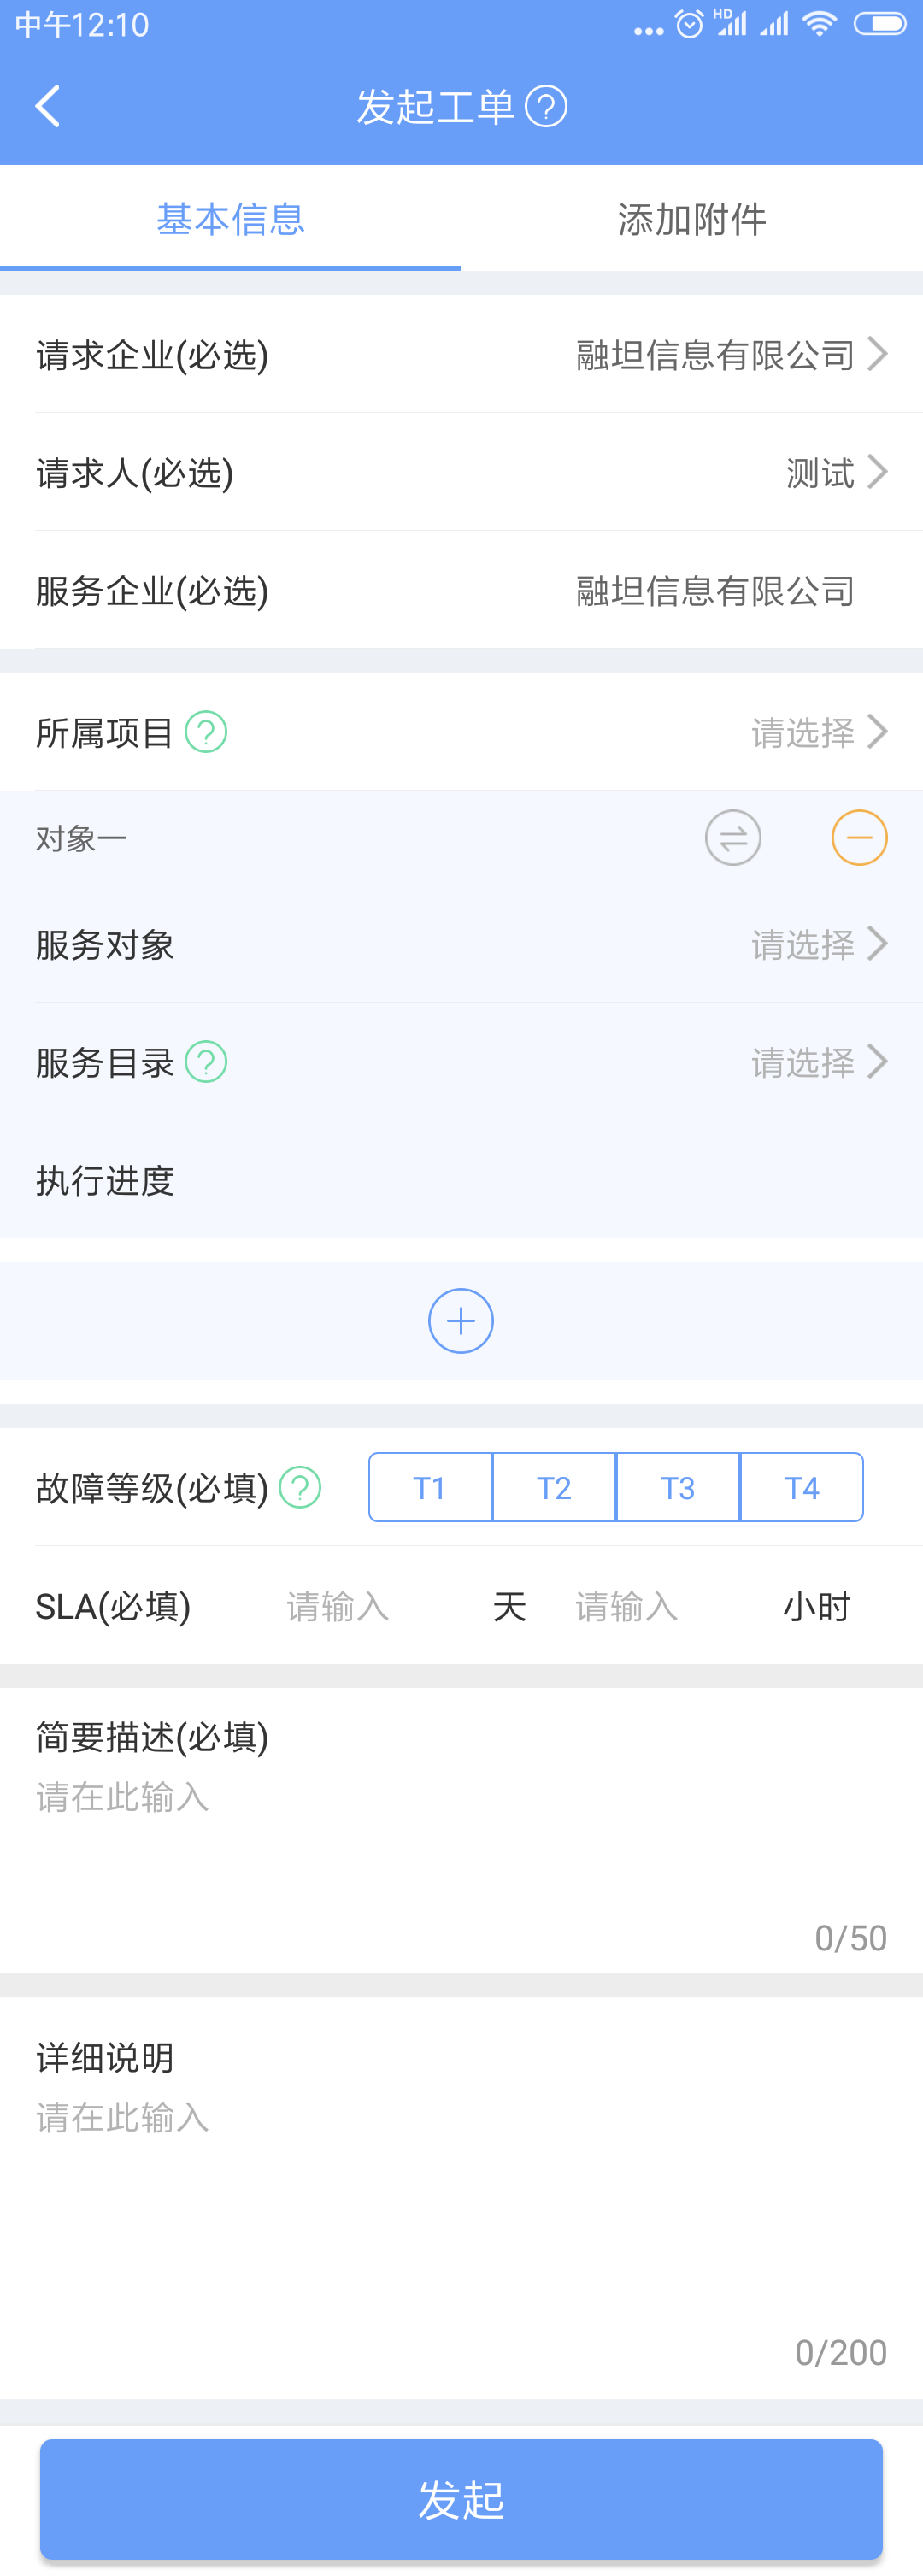 中午12:10
HD
发起工单 ?
基本信息 添加附件
请求企业(必选) 融坦信息有限公司
请求人(必选) 测试
服务企业(必选) 融坦信息有限公司
所属项目 ? 请选择
对象一
服务对象 请选择
服务目录 ? 请选择
执行进度
故障等级(必填) ? T1 T2 T3 T4
SLA(必填) 请输入 天 请输入 小时
简要描述(必填)
请在此输入
0/50
详细说明
请在此输入
0/200
发起